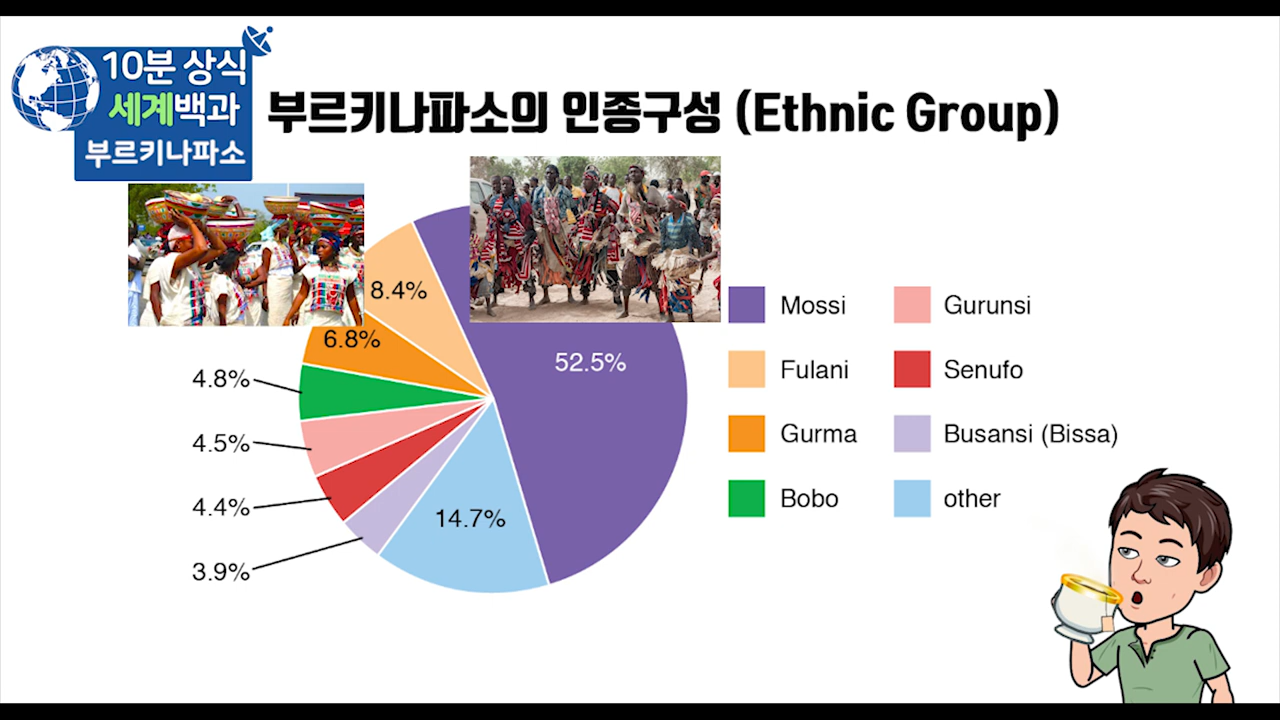 10분 상식
세계백과
부르키나파소
부르키나파소의 인종구성 (Ethnic Group)
8.4%
6.8%
52.5%
4.8%
4.5%
4.4%
14.7%
3.9%
Mossi
Gurunsi
Fulani
Senufo
Gurma
Busansi (Bissa)
Bobo
other